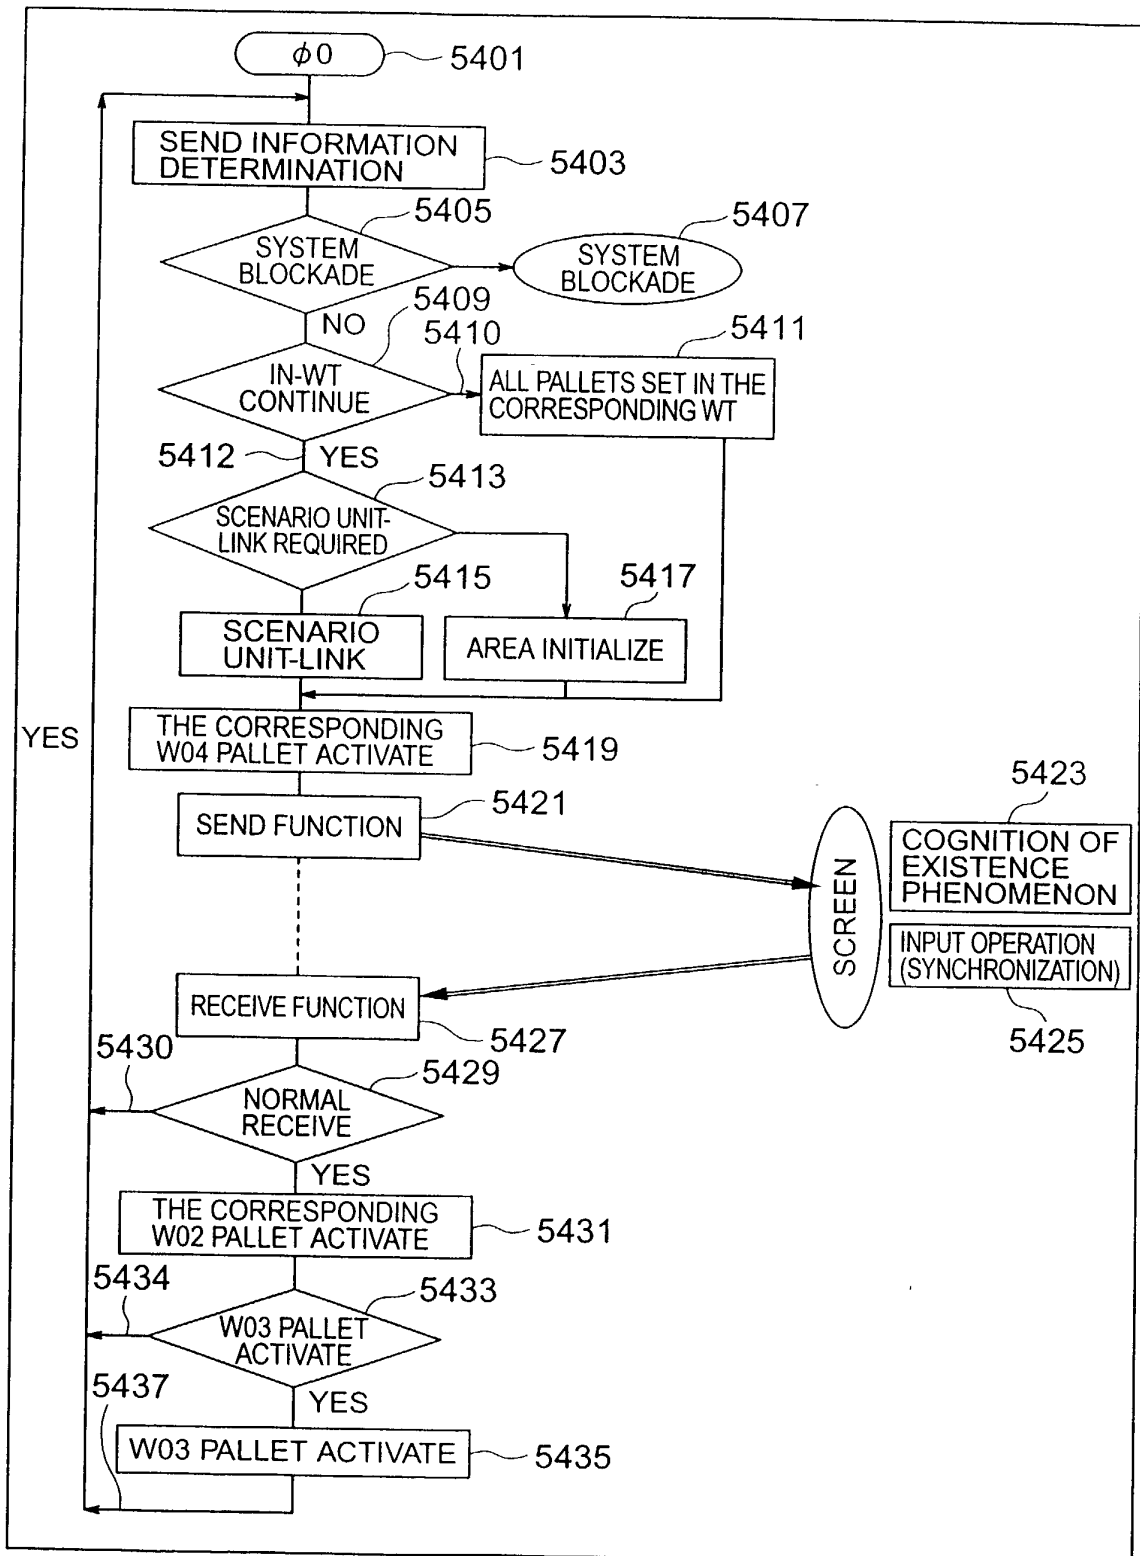 φ0
5401
SEND INFORMATION
DETERMINATION
5403
5405
SYSTEM
BLOCKADE
5407
SYSTEM
BLOCKADE
NO
5409
IN-WT
CONTINUE
5410
5411
ALL PALLETS SET IN THE
CORRESPONDING WT
5412
YES
5413
SCENARIO UNIT-
LINK REQUIRED
5415
SCENARIO
UNIT-LINK
5417
AREA INITIALIZE
YES
THE CORRESPONDING
W04 PALLET ACTIVATE
5419
SEND FUNCTION
5421
SCREEN
5423
COGNITION OF
EXISTENCE
PHENOMENON
INPUT OPERATION
(SYNCHRONIZATION)
5425
RECEIVE FUNCTION
5427
5430
5429
NORMAL
RECEIVE
YES
THE CORRESPONDING
W02 PALLET ACTIVATE
5431
5434
5433
W03 PALLET
ACTIVATE
5437
YES
W03 PALLET ACTIVATE
5435